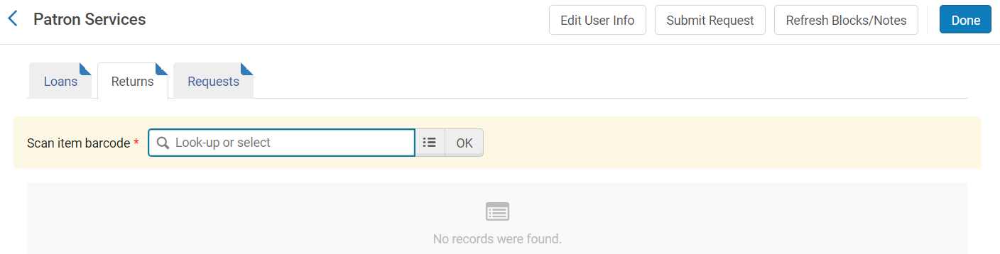 Patron Services
Edit User Info
Submit Request
Refresh Blocks/Notes
Done
Loans
Returns
Requests
Scan item barcode *
Look-up or select
OK
No records were found.